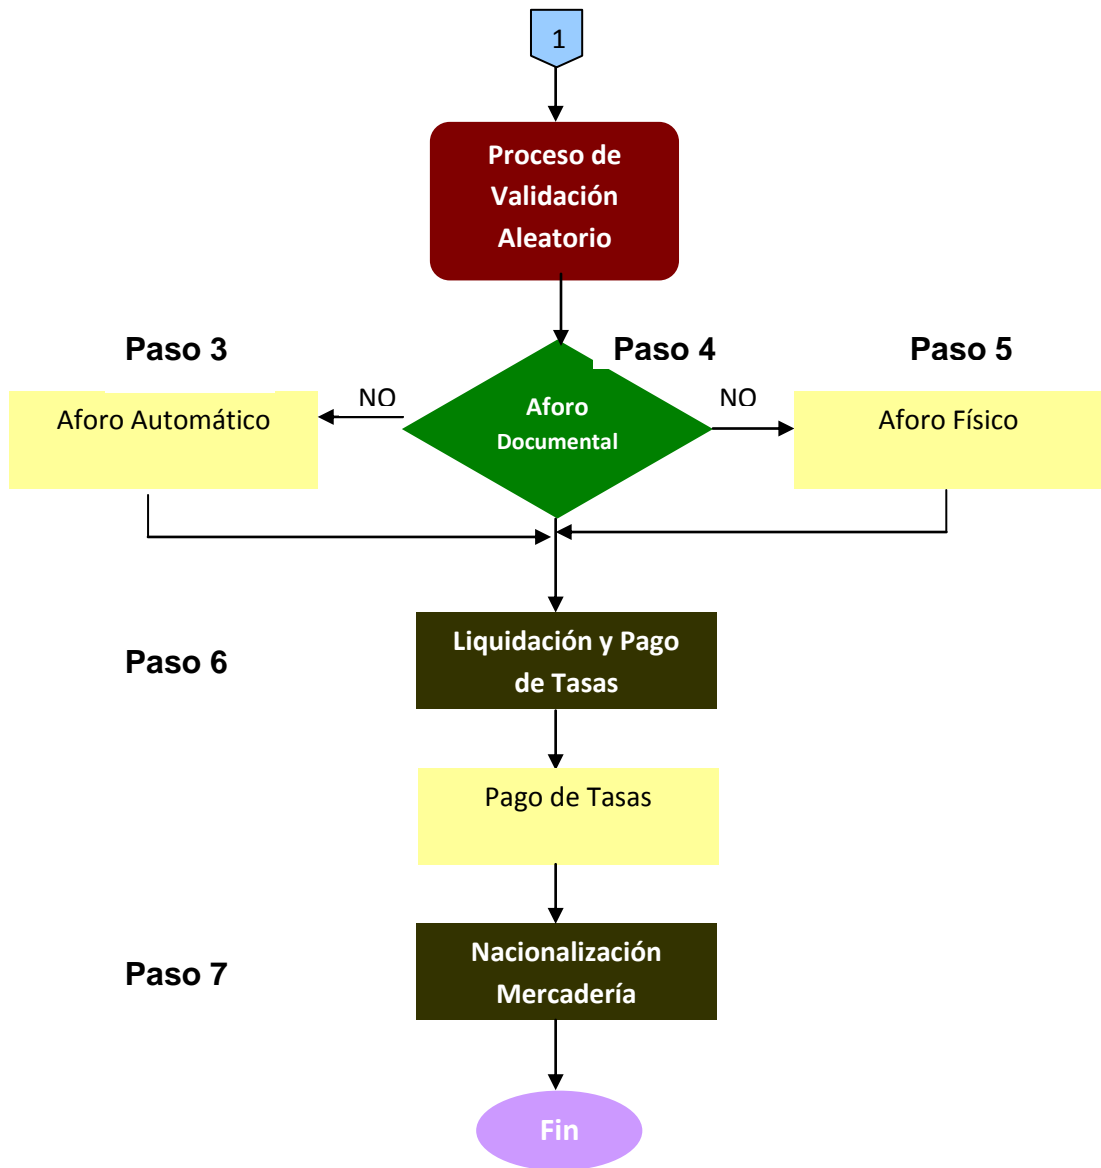 1
Proceso de
Validación
Aleatorio
Paso 3
Paso 4
Paso 5
Aforo Automático
NO
Aforo
Documental
NO
Aforo Físico
Paso 6
Liquidación y Pago
de Tasas
Pago de Tasas
Paso 7
Nacionalización
Mercadería
Fin